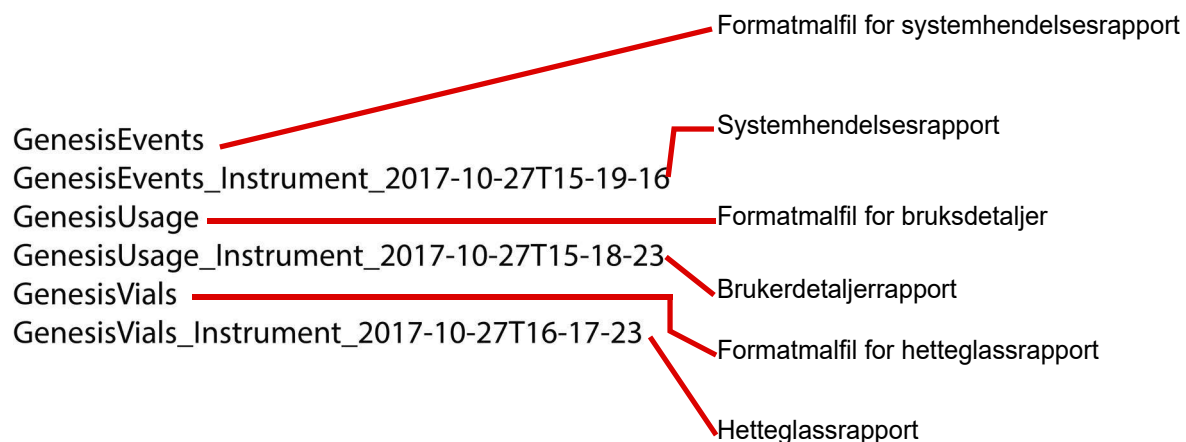 Formatmalfil for systemhendelsesrapport
Systemhendelsesrapport
GenesisEvents
GenesisEvents_Instrument_2017-10-27T15-19-16
GenesisUsage
Formatmalfil for bruksdetaljer
GenesisUsage_Instrument_2017-10-27T15-18-23
Brukerdetaljerrapport
GenesisVials
GenesisVials_Instrument_2017-10-27T16-17-23
Formatmalfil for hetteglassrapport
Hetteglassrapport